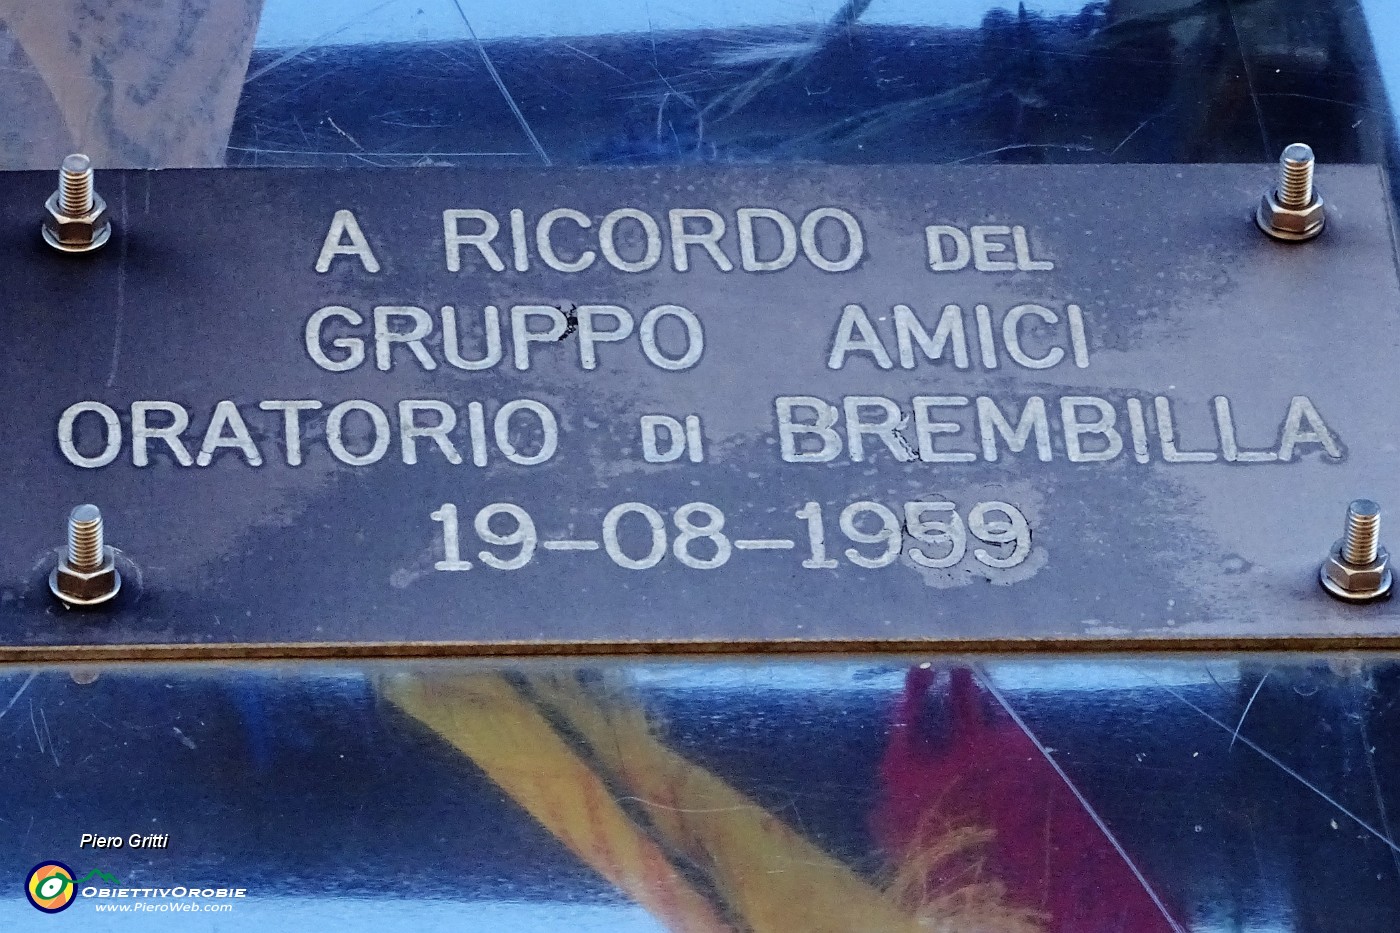 A RICORDO DEL
GRUPPO AMICI
ORATORIO DI BREMBILLA
19-08-1959
Piero Gritti
OBIETTIVOROBIE
www.PieroWeb.com